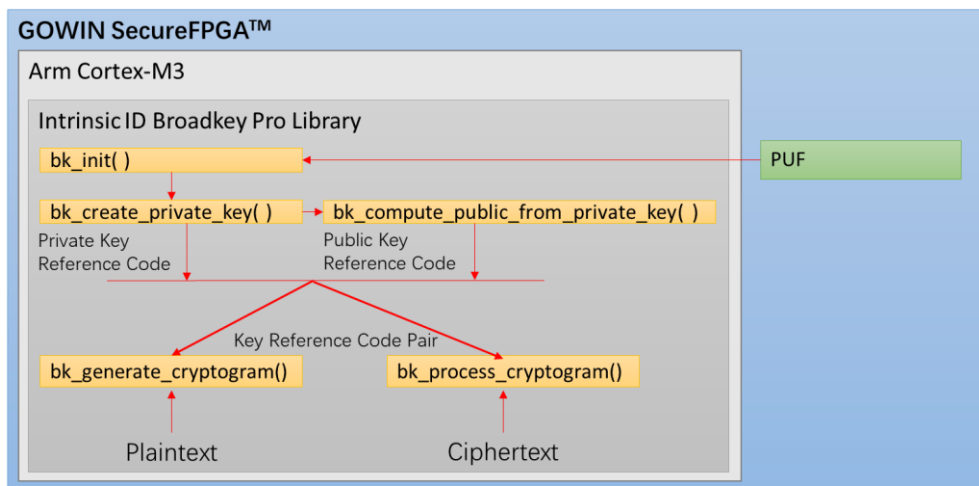 GOWIN SecureFPGA™
Arm Cortex-M3
Intrinsic ID Broadkey Pro Library
bk_init( )
PUF
bk_create_private_key( )
bk_compute_public_from_private_key( )
Private Key
Reference Code
Public Key
Reference Code
Key Reference Code Pair
bk_generate_cryptogram()
bk_process_cryptogram()
Plaintext
Ciphertext